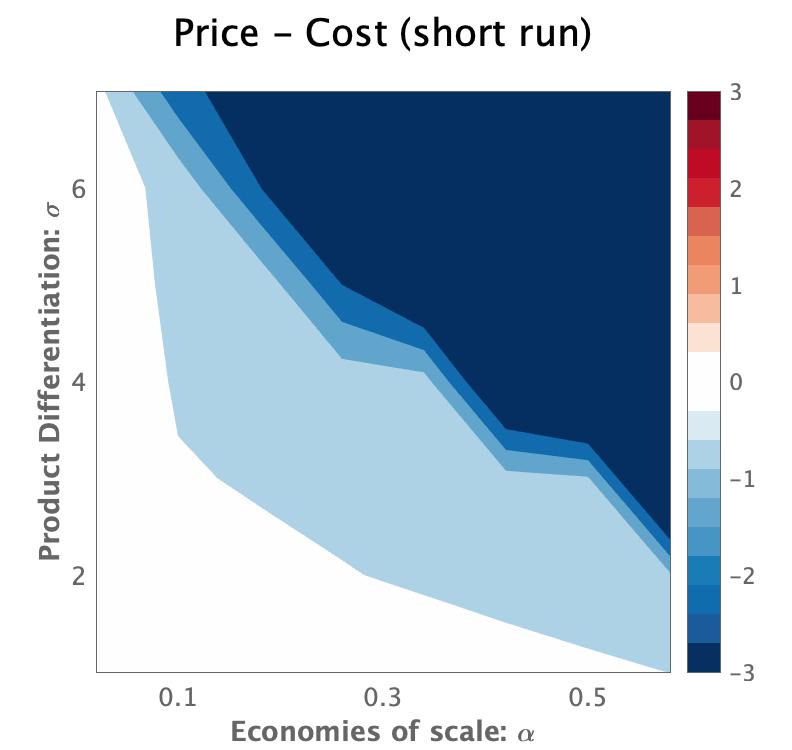 Price – Cost (short run)
3
2
1
0
−1
−2
−3
6
4
2
Product Differentiation: σ
0.1 0.3 0.5
Economies of scale: α